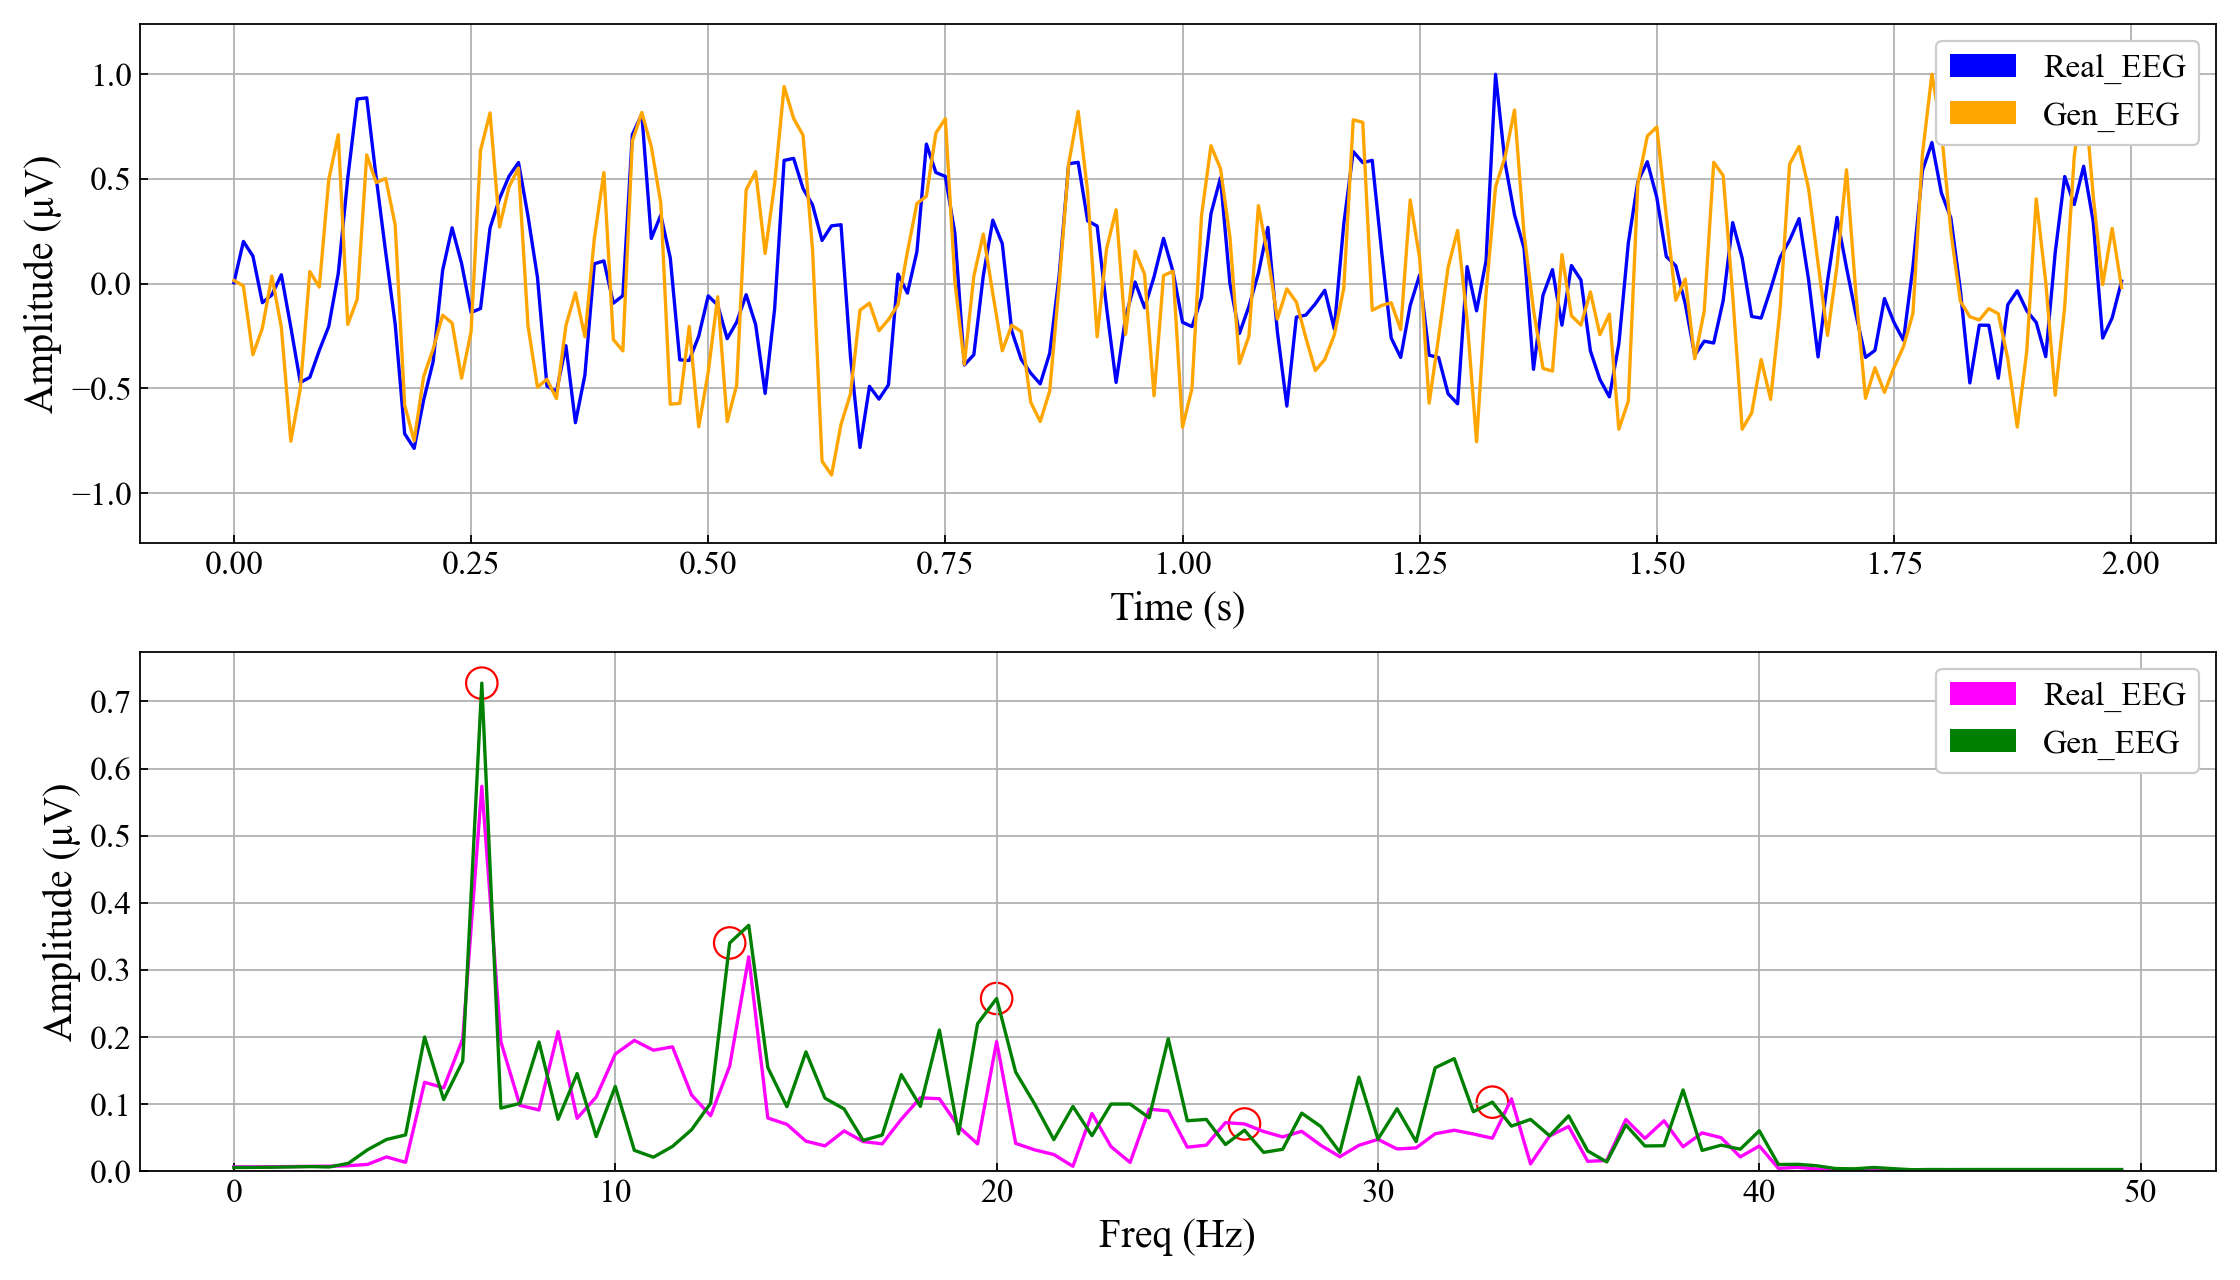 Amplitude (μV)
1.0
0.5
0.0
−0.5
−1.0
Real_EEG
Gen_EEG
0.00 0.25 0.50 0.75 1.00 1.25 1.50 1.75 2.00
Time (s)
Amplitude (μV)
0.7
0.6
0.5
0.4
0.3
0.2
0.1
0.0
Real_EEG
Gen_EEG
0 10 20 30 40 50
Freq (Hz)